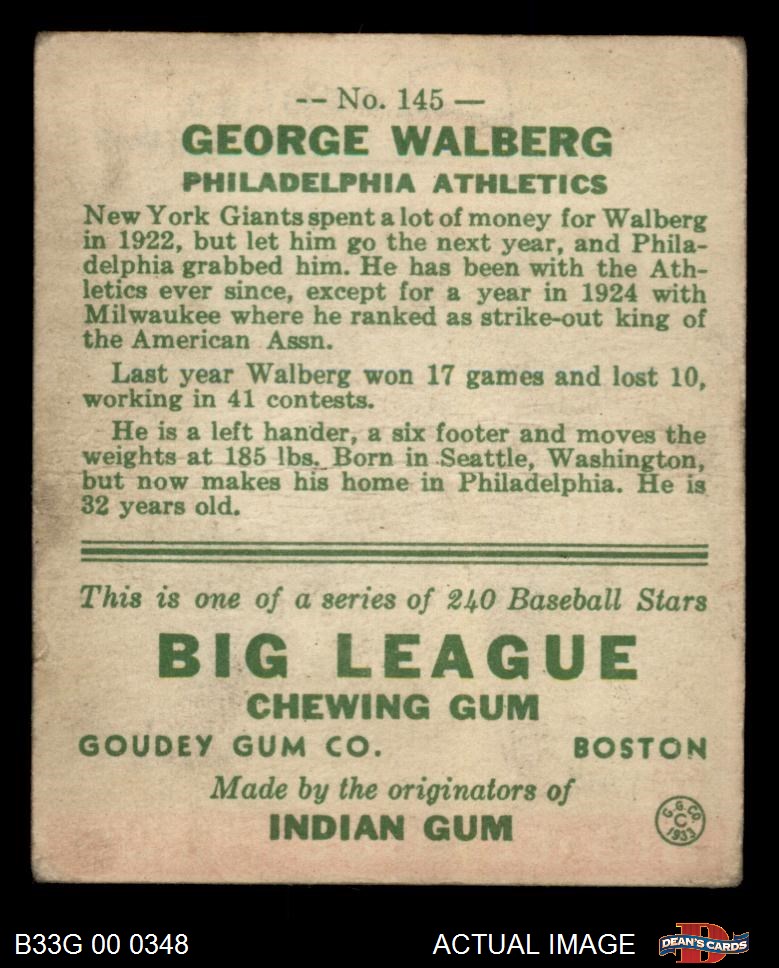 -- No. 145 —
GEORGE WALBERG
PHILADELPHIA ATHLETICS
New York Giants spent a lot of money for Walberg
in 1922, but let him go the next year, and Phila-
delphia grabbed him. He has been with the Ath-
letics ever since, except for a year in 1924 with
Milwaukee where he ranked as strike-out king of
the American Assn.
Last year Walberg won 17 games and lost 10,
working in 41 contests.
He is a left hander, a six footer and moves the
weights at 185 lbs. Born in Seattle, Washington,
but now makes his home in Philadelphia. He is
32 years old.
This is one of a series of 240 Baseball Stars
BIG LEAGUE
CHEWING GUM
GOUDEY GUM CO. BOSTON
Made by the originators of
INDIAN GUM
G.G.CO.
C
1933
B33G 00 0348 ACTUAL IMAGE
D
DEAN'S CARDS